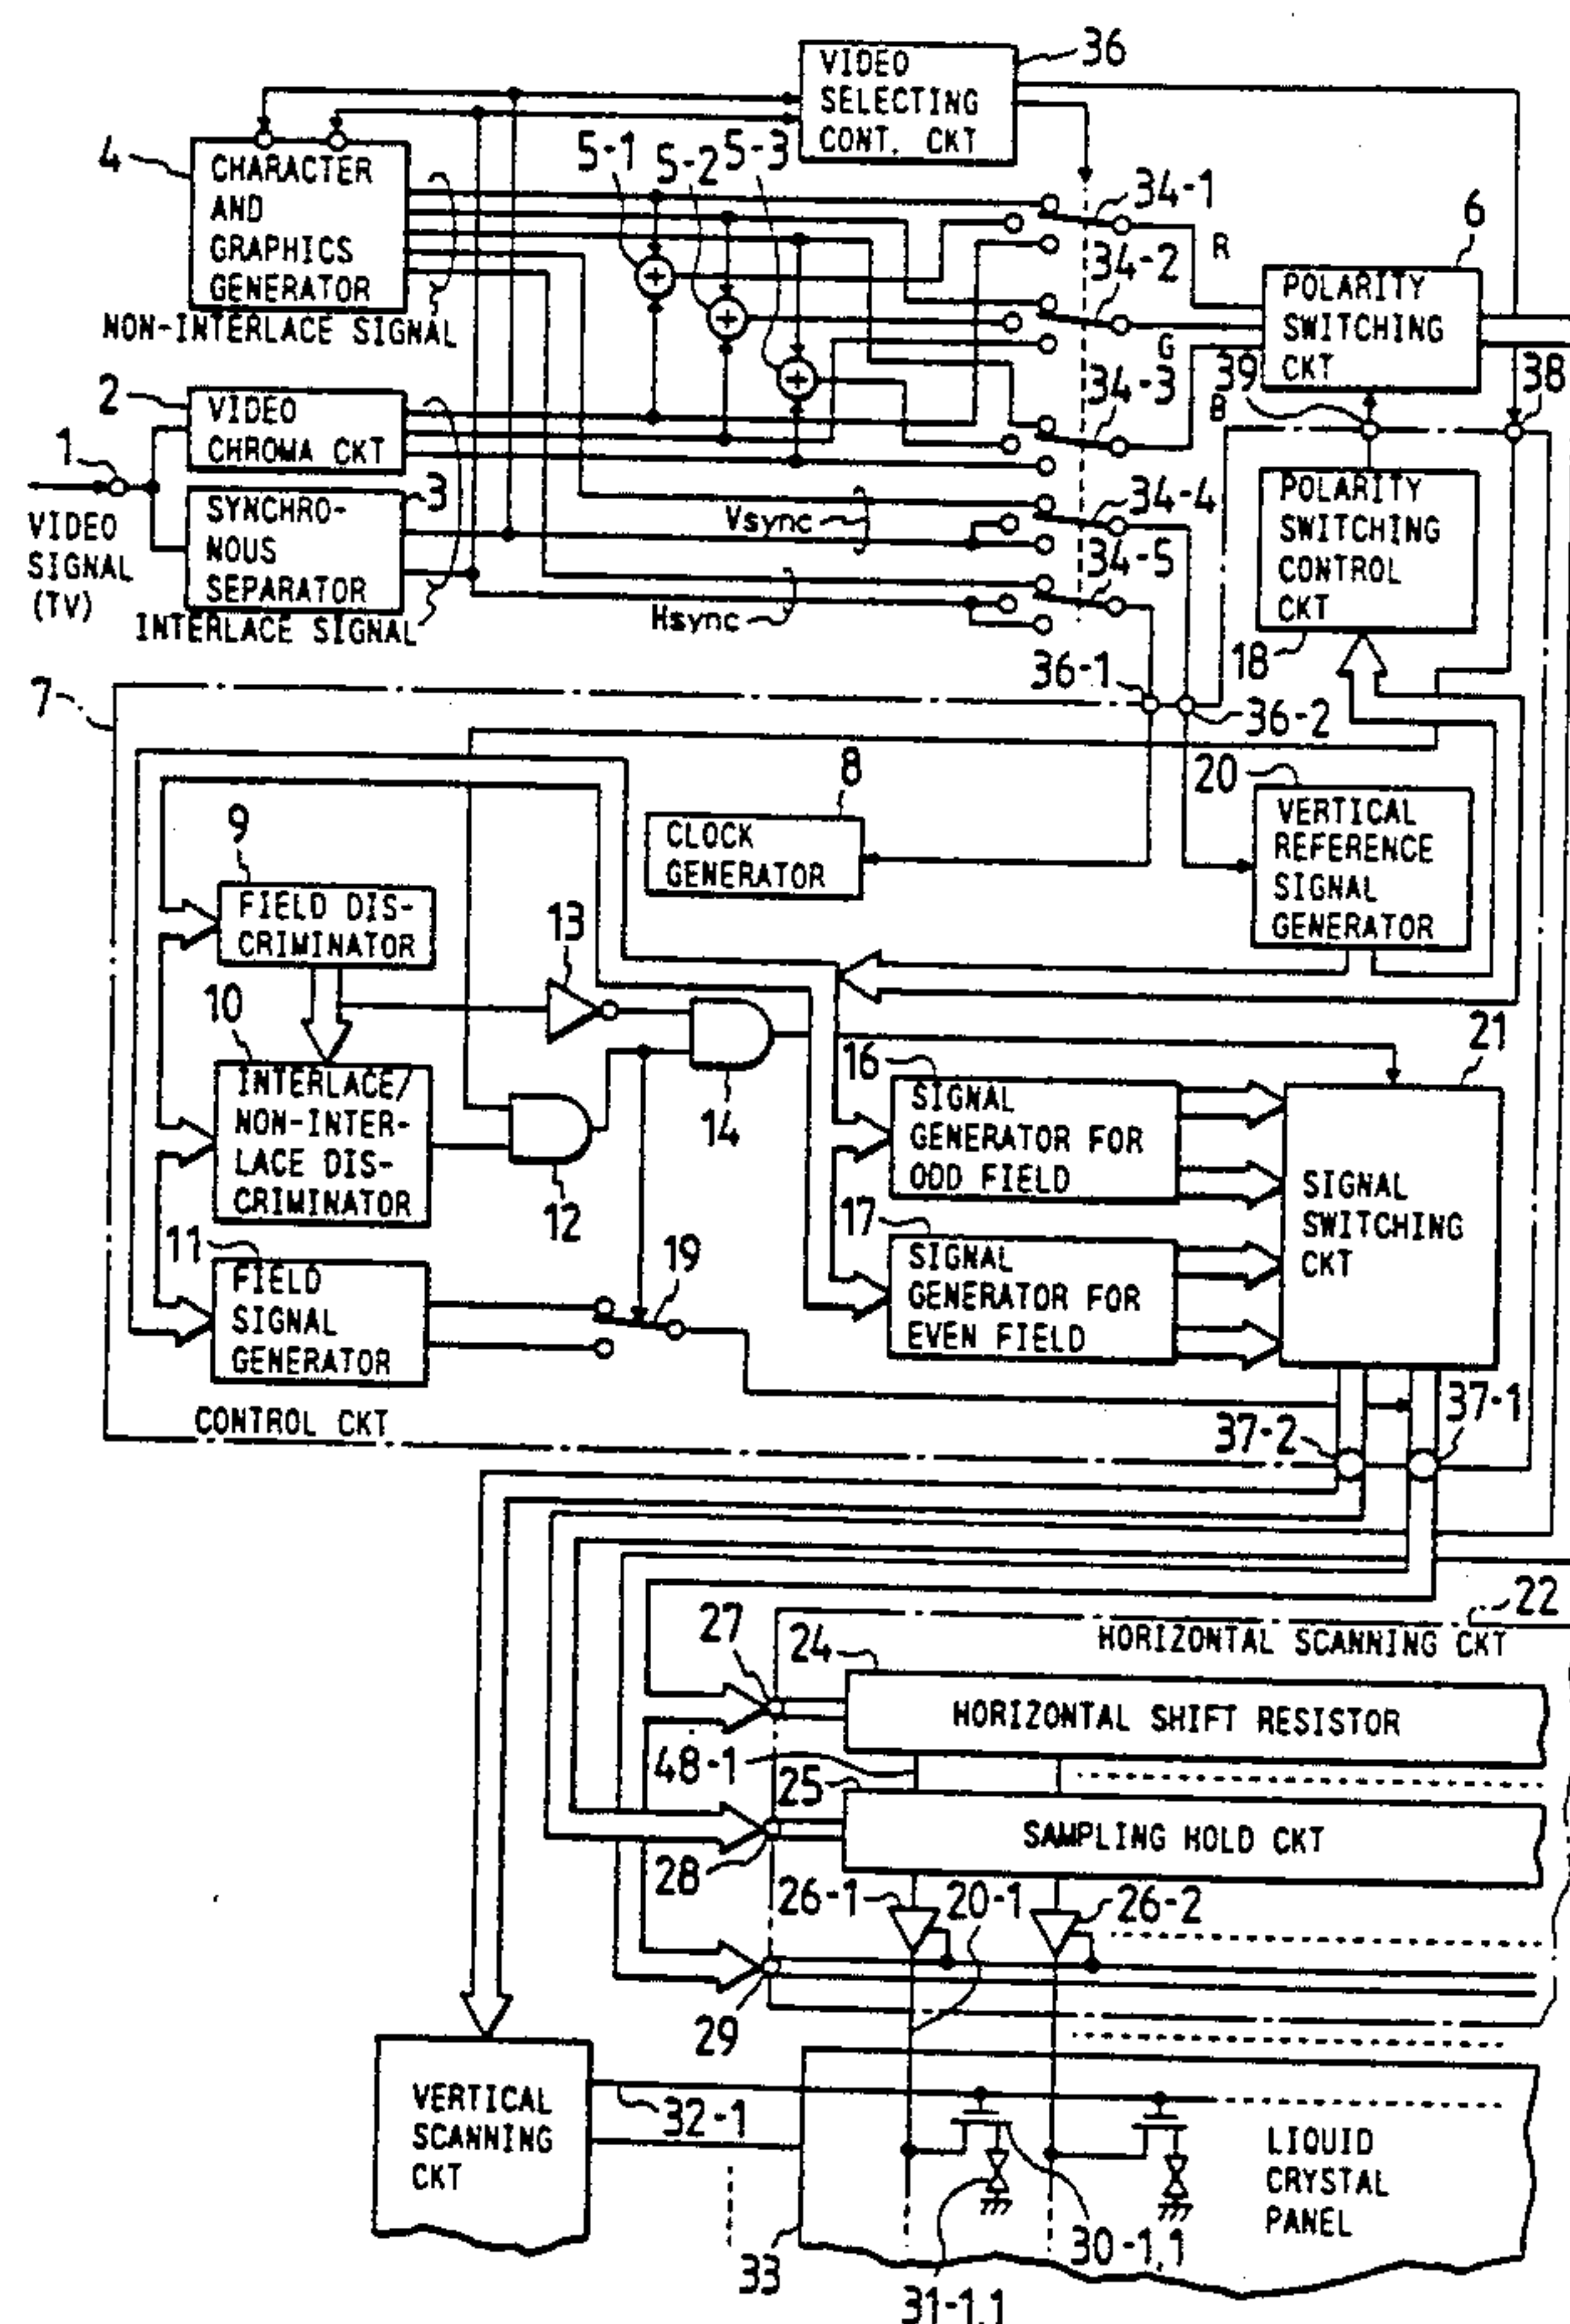 36
VIDEO
SELECTING
CONT. CKT
4
CHARACTER
AND
GRAPHICS
GENERATOR
NON-INTERLACE SIGNAL
5-1
5-2
5-3
34-1
R
34-2
G
34-3
B
6
POLARITY
SWITCHING
CKT
39
38
2
VIDEO
CHROMA CKT
1
VIDEO
SIGNAL
(TV)
3
SYNCHRO-
NOUS
SEPARATOR
INTERLACE SIGNAL
Vsync
34-4
34-5
Hsync
POLARITY
SWITCHING
CONTROL
CKT
18
36-1
36-2
7
8
CLOCK
GENERATOR
20
VERTICAL
REFERENCE
SIGNAL
GENERATOR
9
FIELD DIS-
CRIMINATOR
13
10
INTERLACE/
NON-INTER-
LACE DIS-
CRIMINATOR
14
12
16
SIGNAL
GENERATOR FOR
ODD FIELD
21
SIGNAL
SWITCHING
CKT
17
SIGNAL
GENERATOR FOR
EVEN FIELD
11
FIELD
SIGNAL
GENERATOR
19
CONTROL CKT
37-2
37-1
22
HORIZONTAL SCANNING CKT
27
24
HORIZONTAL SHIFT RESISTOR
48-1
25
SAMPLING HOLD CKT
28
26-1
20-1
26-2
29
VERTICAL
SCANNING
CKT
32-1
LIQUID
CRYSTAL
PANEL
33
30-1,1
31-1,1